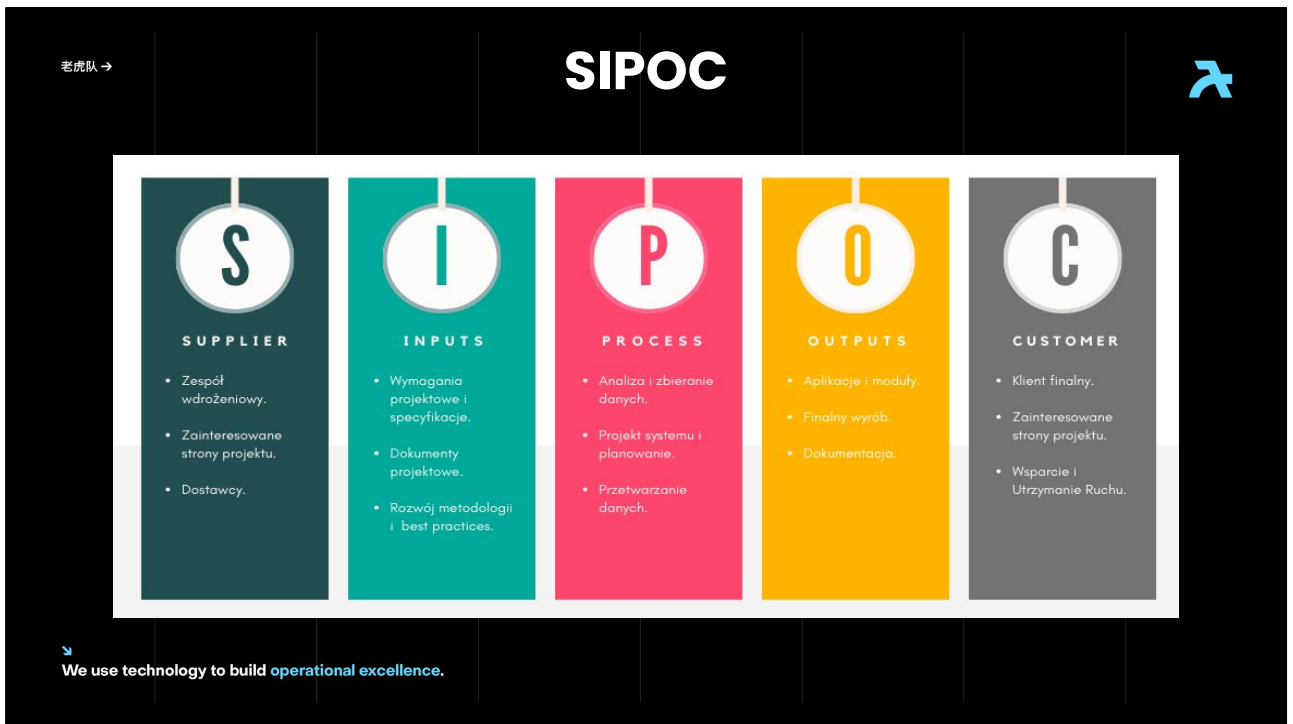 老虎队 →
SIPOC
S
SUPPLIER
• Zespół
wdrożeniowy.
• Zainteresowane
strony projektu.
• Dostawcy.
I
INPUTS
• Wymagania
projektowe i
specyfikacje.
• Dokumenty
projektowe.
• Rozwój metodologii
i best practices.
P
PROCESS
• Analiza i zbieranie
danych.
• Projekt systemu i
planowanie.
• Przetwarzanie
danych.
O
OUTPUTS
• Aplikacje i moduły.
• Finalny wyrób.
• Dokumentacja.
C
CUSTOMER
• Klient finalny.
• Zainteresowane
strony projektu.
• Wsparcie i
Utrzymanie Ruchu.
We use technology to build operational excellence.